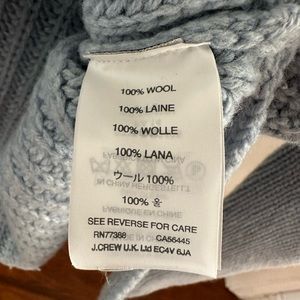 100% WOOL
100% LAINE
100% WOLLE
100% LANA
ウール 100%
100% 울
SEE REVERSE FOR CARE
RN77368 CA56445
J.CREW U.K. Ltd EC4V 6JA